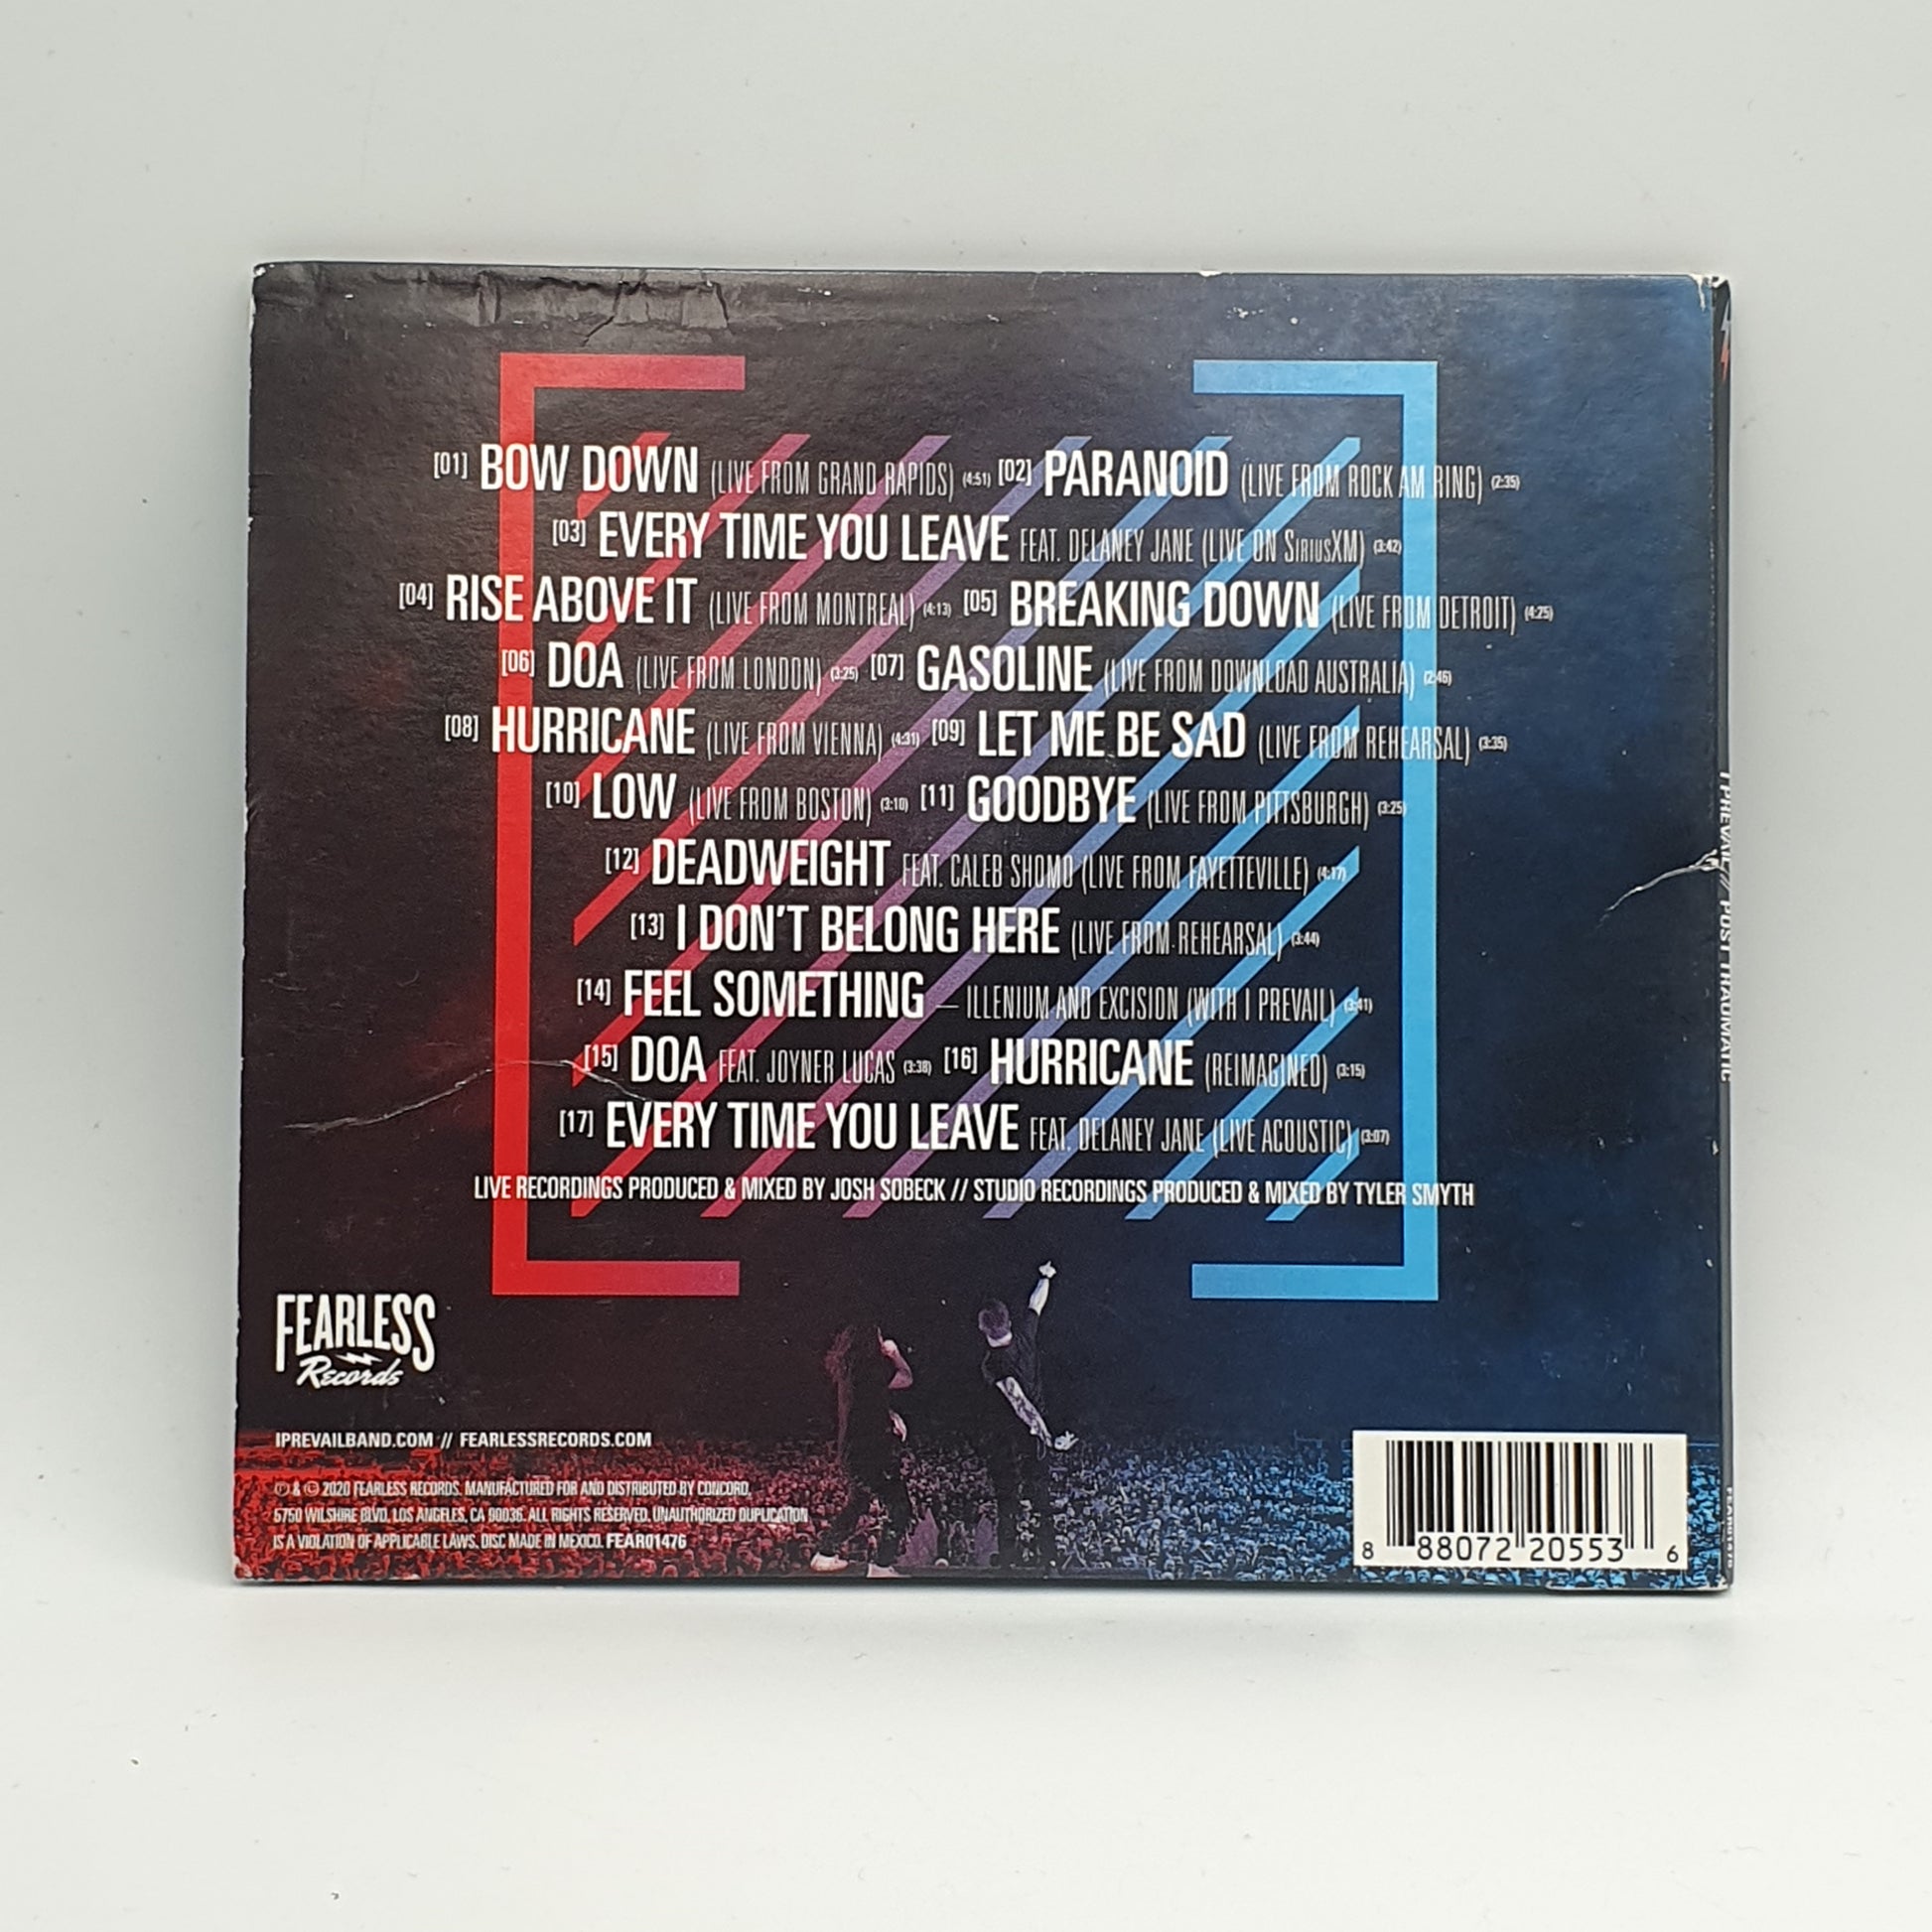 [01] BOW DOWN (LIVE FROM GRAND RAPIDS) (4:51) [02] PARANOID (LIVE FROM ROCK AM RING) (2:35)
[03] EVERY TIME YOU LEAVE FEAT. DELANEY JANE (LIVE ON SiriusXM) (3:42)
[04] RISE ABOVE IT (LIVE FROM MONTREAL) (4:13) [05] BREAKING DOWN (LIVE FROM DETROIT) (4:25)
[06] DOA (LIVE FROM LONDON) (3:25) [07] GASOLINE (LIVE FROM DOWNLOAD AUSTRALIA) (2:46)
[08] HURRICANE (LIVE FROM VIENNA) (4:31) [09] LET ME BE SAD (LIVE FROM REHEARSAL) (3:35)
[10] LOW (LIVE FROM BOSTON) (3:10) [11] GOODBYE (LIVE FROM PITTSBURGH) (3:25)
[12] DEADWEIGHT FEAT. CALEB SHOMO (LIVE FROM FAYETTEVILLE) (4:17)
[13] I DON'T BELONG HERE (LIVE FROM REHEARSAL) (3:44)
[14] FEEL SOMETHING – ILLENIUM AND EXCISION (WITH I PREVAIL) (3:41)
[15] DOA FEAT. JOYNER LUCAS (3:38) [16] HURRICANE (REIMAGINED) (3:15)
[17] EVERY TIME YOU LEAVE FEAT. DELANEY JANE (LIVE ACOUSTIC) (3:07)
LIVE RECORDINGS PRODUCED & MIXED BY JOSH SOBECK // STUDIO RECORDINGS PRODUCED & MIXED BY TYLER SMYTH
FEARLESS
Records
IPREVAILBAND.COM // FEARLESSRECORDS.COM
℗ & © 2020 FEARLESS RECORDS. MANUFACTURED FOR AND DISTRIBUTED BY CONCORD,
5750 WILSHIRE BLVD, LOS ANGELES, CA 90036. ALL RIGHTS RESERVED. UNAUTHORIZED DUPLICATION
IS A VIOLATION OF APPLICABLE LAWS. DISC MADE IN MEXICO. FEAR01476
8 88072 20553 6
I PREVAIL // POST TRAUMATIC